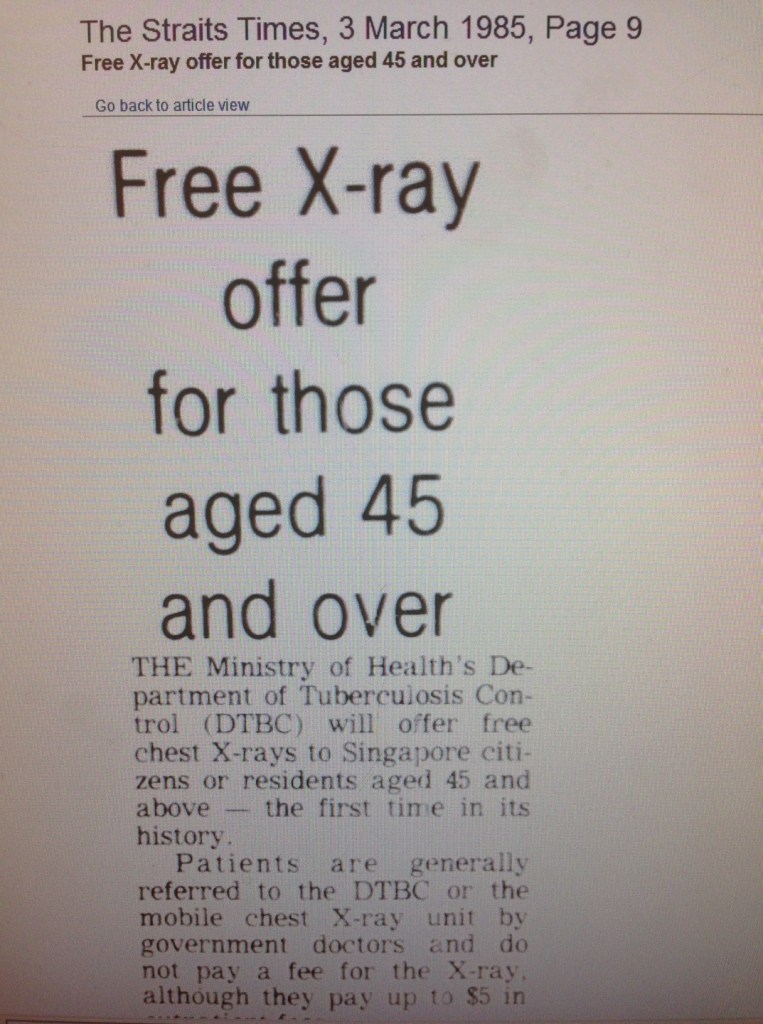 The Straits Times, 3 March 1985, Page 9
Free X-ray offer for those aged 45 and over
Go back to article view
Free X-ray
offer
for those
aged 45
and over
THE Ministry of Health's De-
partment of Tuberculosis Con-
trol (DTBC) will offer free
chest X-rays to Singapore citi-
zens or residents aged 45 and
above — the first time in its
history.
Patients are generally
referred to the DTBC or the
mobile chest X-ray unit by
government doctors and do
not pay a fee for the X-ray,
although they pay up to $5 in